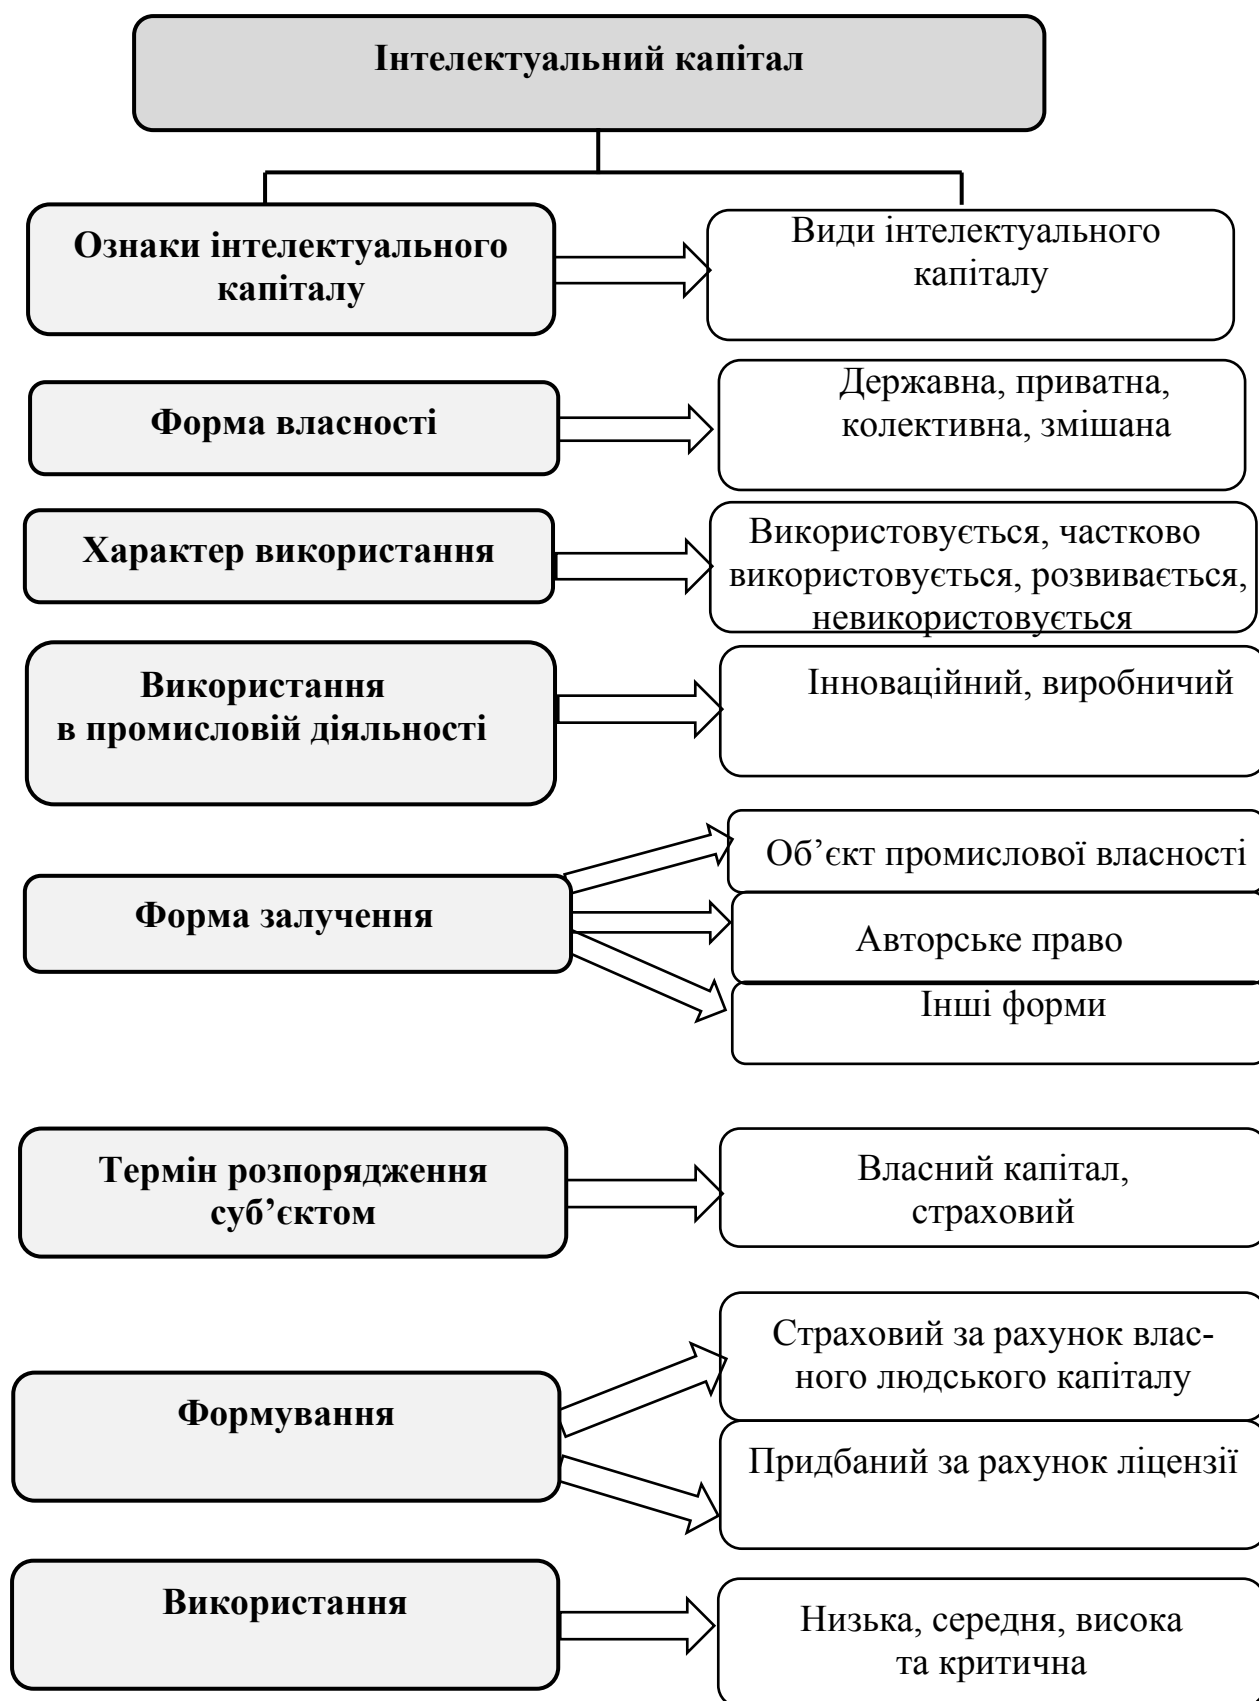 Інтелектуальний капітал
Ознаки інтелектуального
капіталу
Види інтелектуального
капіталу
Форма власності
Державна, приватна,
колективна, змішана
Характер використання
Використовується, частково
використовується, розвивається,
невикористовується
Використання
в промисловій діяльності
Інноваційний, виробничий
Форма залучення
Об’єкт промислової власності
Авторське право
Інші форми
Термін розпорядження
суб’єктом
Власний капітал,
страховий
Формування
Страховий за рахунок влас-
ного людського капіталу
Придбаний за рахунок ліцензії
Використання
Низька, середня, висока
та критична